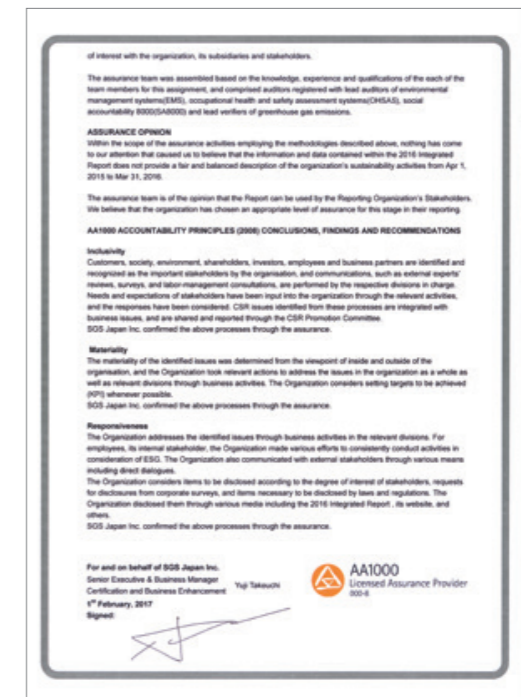 of interest with the organization, its subsidiaries and stakeholders.
The assurance team was assembled based on the knowledge, experience and qualifications of the each of the
team members for this assignment, and comprised auditors registered with lead auditors of environmental
management systems(EMS), occupational health and safety assessment systems(OHSAS), social
accountability 8000(SA8000) and lead verifiers of greenhouse gas emissions.
ASSURANCE OPINION
Within the scope of the assurance activities employing the methodologies described above, nothing has come
to our attention that caused us to believe that the information and data contained within the 2016 Integrated
Report does not provide a fair and balanced description of the organization's sustainability activities from Apr 1,
2015 to Mar 31, 2016.
The assurance team is of the opinion that the Report can be used by the Reporting Organization's Stakeholders.
We believe that the organization has chosen an appropriate level of assurance for this stage in their reporting.
AA1000 ACCOUNTABILITY PRINCIPLES (2008) CONCLUSIONS, FINDINGS AND RECOMMENDATIONS
Inclusivity
Customers, society, environment, shareholders, investors, employees and business partners are identified and
recognized as the important stakeholders by the organisation, and communications, such as external experts'
reviews, surveys, and labor-management consultations, are performed by the respective divisions in charge.
Needs and expectations of stakeholders have been input into the organization through the relevant activities,
and the responses have been considered. CSR issues identified from these processes are integrated with
business issues, and are shared and reported through the CSR Promotion Committee.
SGS Japan Inc. confirmed the above processes through the assurance.
Materiality
The materiality of the identified issues was determined from the viewpoint of inside and outside of the
organisation, and the Organization took relevant actions to address the issues in the organization as a whole as
well as relevant divisions through business activities. The Organization considers setting targets to be achieved
(KPI) whenever possible.
SGS Japan Inc. confirmed the above processes through the assurance.
Responsiveness
The Organization addresses the identified issues through business activities in the relevant divisions. For
employees, its internal stakeholder, the Organization made various efforts to consistently conduct activities in
consideration of ESG. The Organization also communicated with external stakeholders through various means
including direct dialogues.
The Organization considers items to be disclosed according to the degree of interest of stakeholders, requests
for disclosures from corporate surveys, and items necessary to be disclosed by laws and regulations. The
Organization disclosed them through various media including the 2016 Integrated Report , its website, and
others.
SGS Japan Inc. confirmed the above processes through the assurance.
For and on behalf of SGS Japan Inc.
Senior Executive & Business Manager
Certification and Business Enhancement
Yuji Takeuchi
1st February, 2017
Signed:
AA1000
Licensed Assurance Provider
000-8